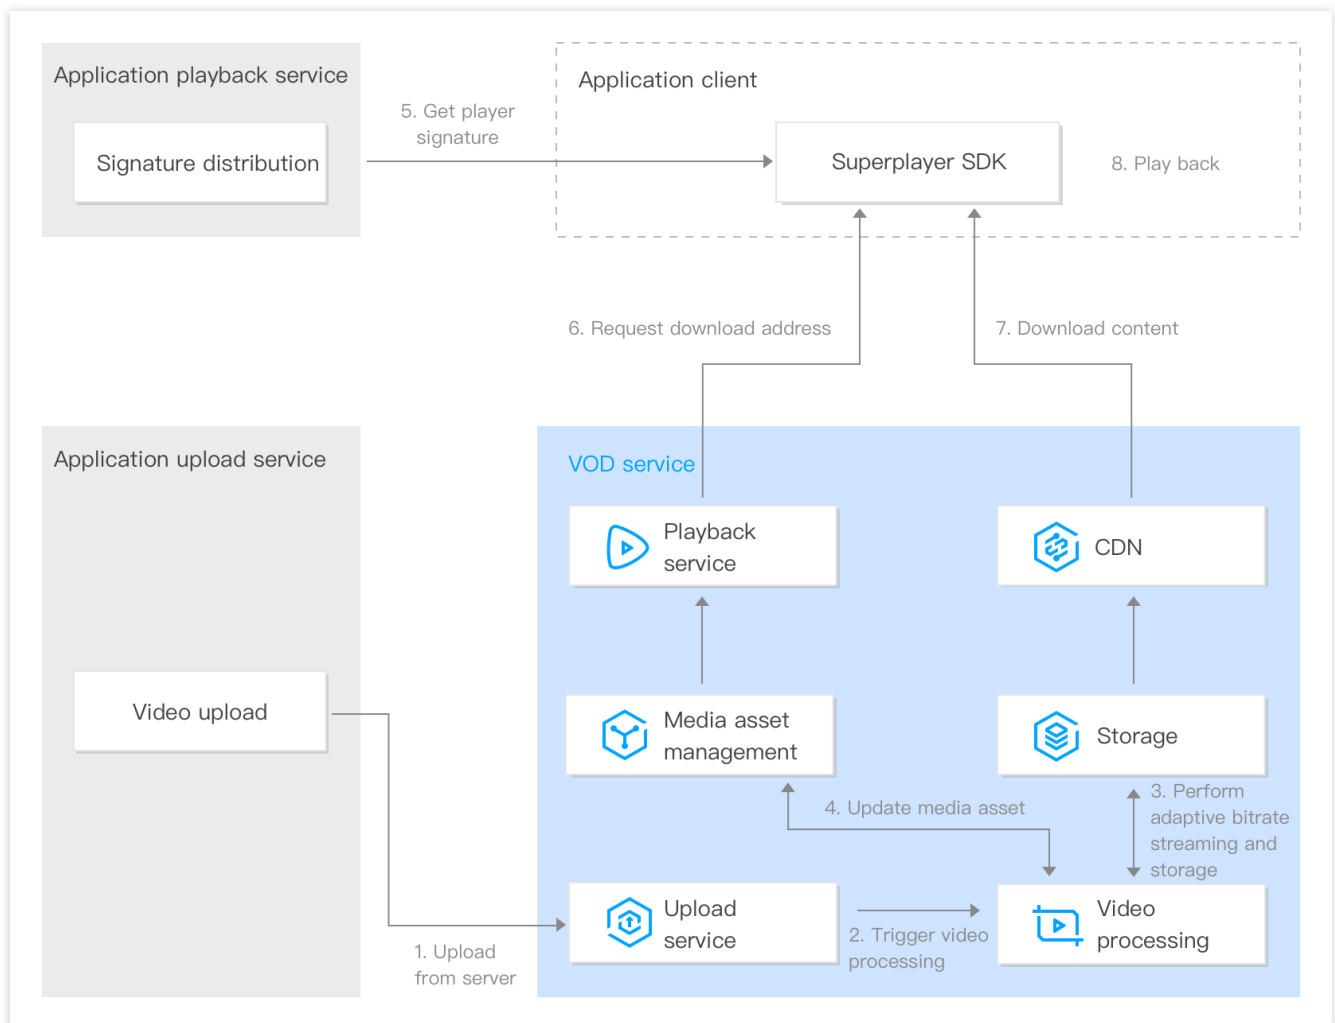 Application playback service
Signature distribution
5. Get player
signature
Application client
Superplayer SDK
8. Play back
6. Request download address
7. Download content
Application upload service
Video upload
1. Upload
from server
VOD service
Playback
service
CDN
Media asset
management
Storage
4. Update media asset
3. Perform
adaptive bitrate
streaming and
storage
Upload
service
2. Trigger video
processing
Video
processing